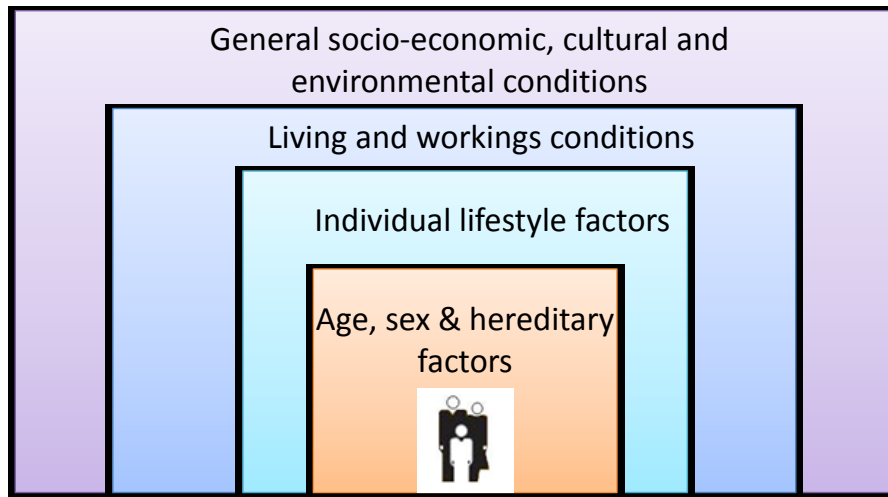 General socio-economic, cultural and
environmental conditions
Living and workings conditions
Individual lifestyle factors
Age, sex & hereditary
factors